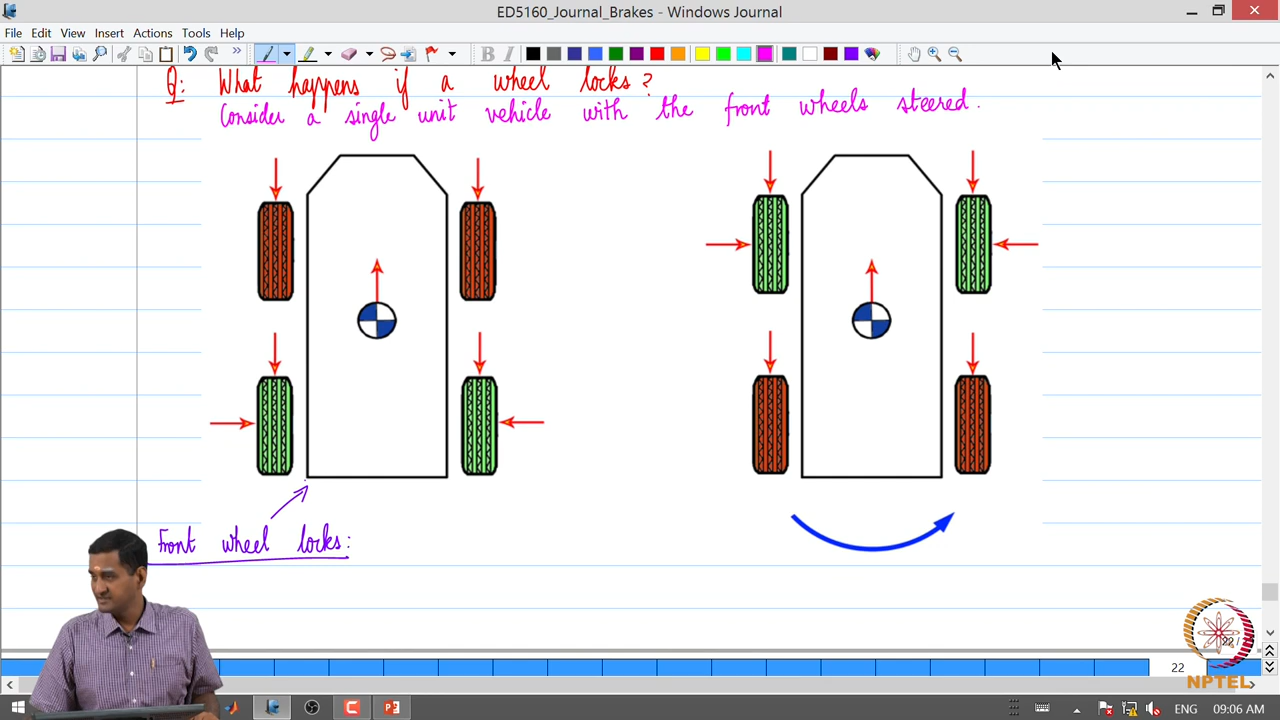 ED5160_Journal_Brakes - Windows Journal
File Edit View Insert Actions Tools Help
Q: What happens if a wheel locks?
Consider a single unit vehicle with the front wheels steered.
Front wheel locks:
22 /
22
NPTEL
ENG 09:06 AM